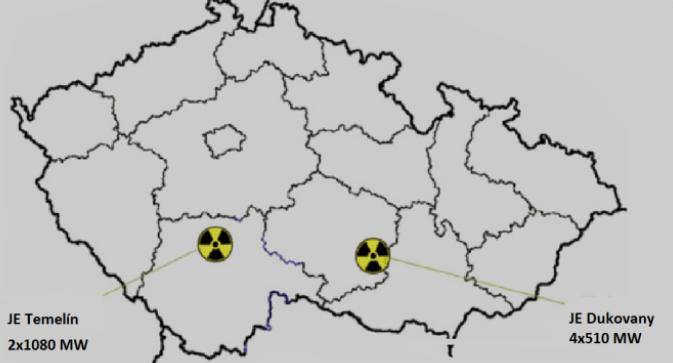 JE Temelín
2x1080 MW
JE Dukovany
4x510 MW